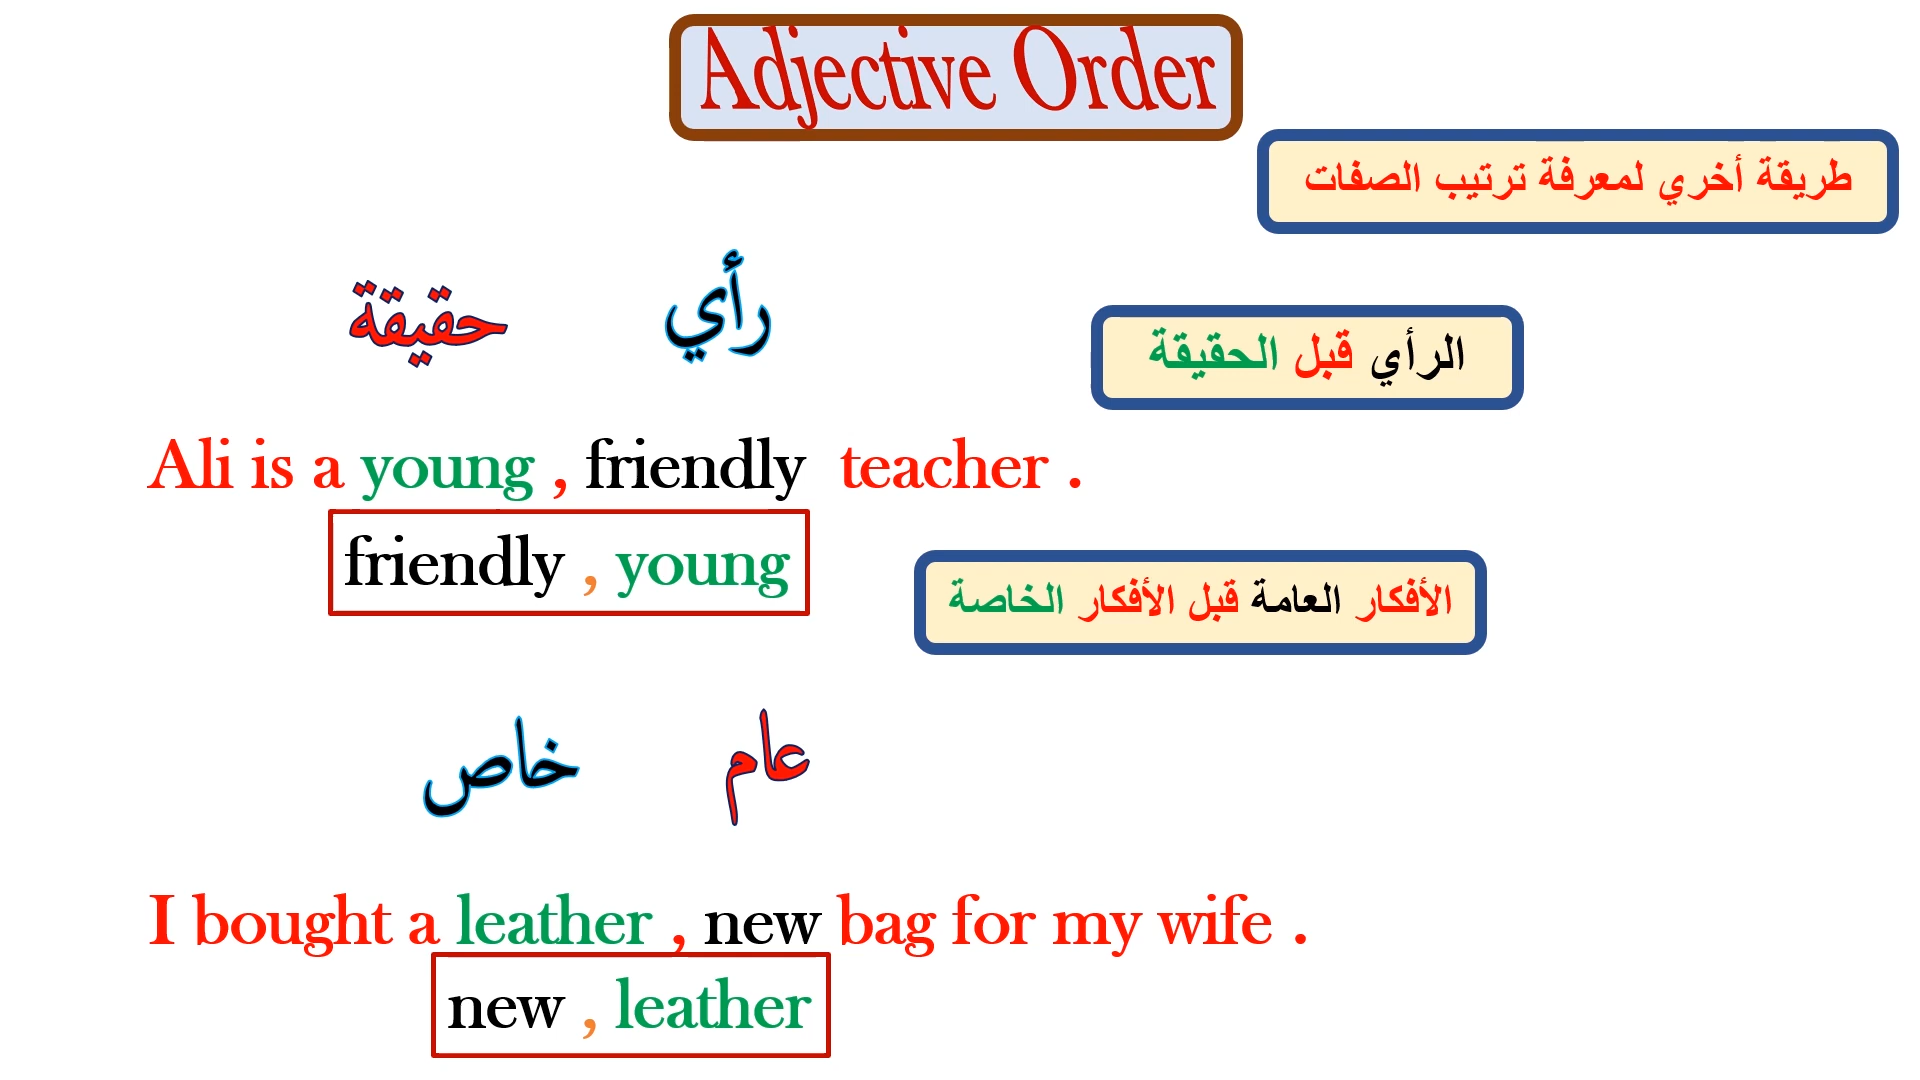 Adjective Order
طريقة أخري لمعرفة ترتيب الصفات
حقيقة
رأي
الرأي قبل الحقيقة
Ali is a young , friendly teacher .
friendly , young
الأفكار العامة قبل الأفكار الخاصة
خاص
عام
I bought a leather , new bag for my wife .
new , leather